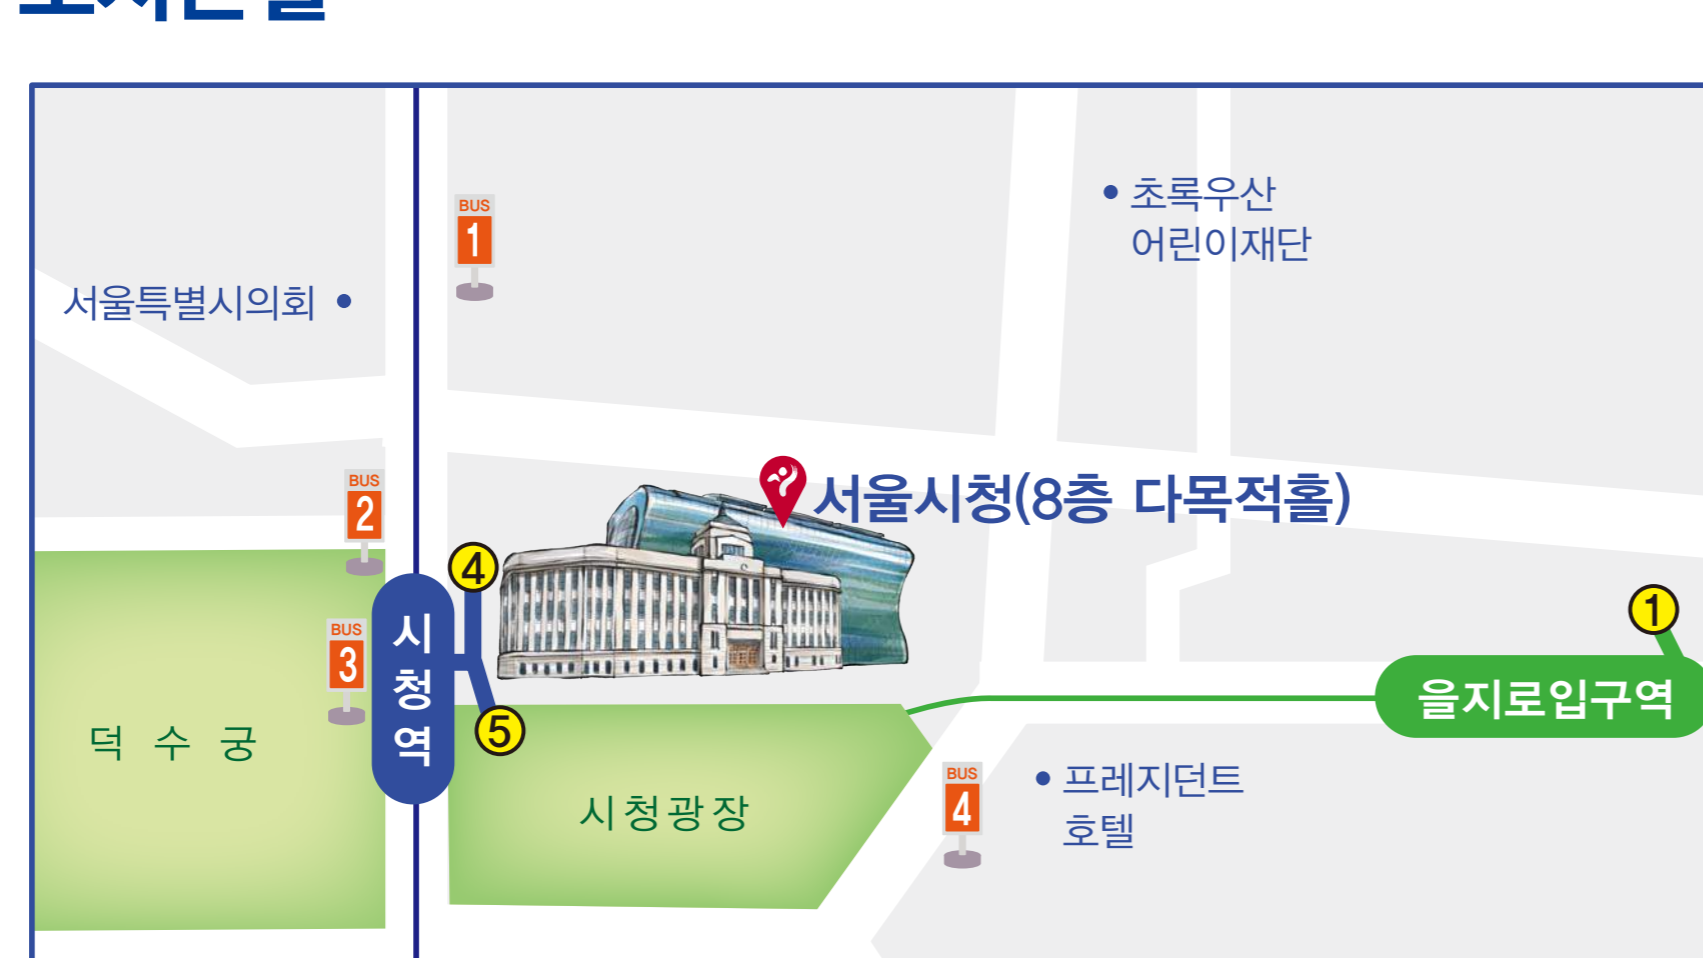 BUS
1
초록우산
어린이재단
서울특별시의회
BUS
2
서울시청(8층 다목적홀)
4
시청역
BUS
3
5
1
을지로입구역
덕 수 궁
시청광장
BUS
4
프레지던트
호텔